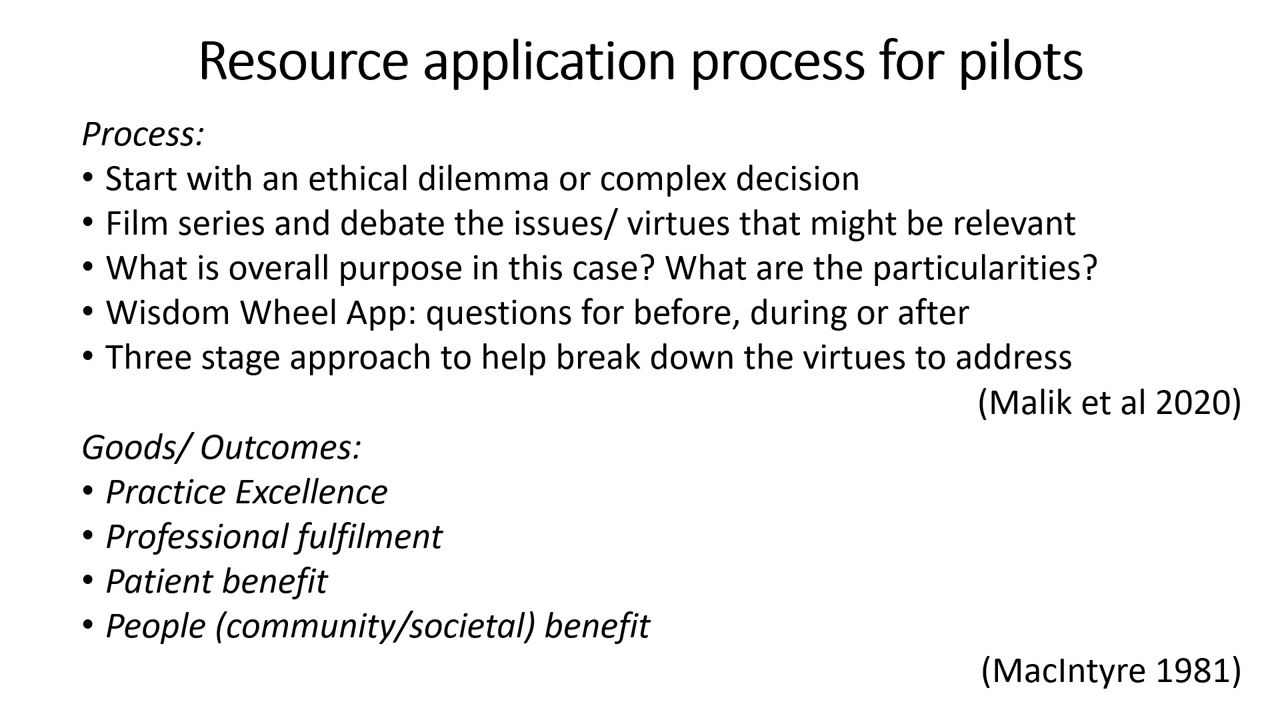 Resource application process for pilots
Process:
• Start with an ethical dilemma or complex decision
• Film series and debate the issues/ virtues that might be relevant
• What is overall purpose in this case? What are the particularities?
• Wisdom Wheel App: questions for before, during or after
• Three stage approach to help break down the virtues to address
(Malik et al 2020)
Goods/ Outcomes:
• Practice Excellence
• Professional fulfilment
• Patient benefit
• People (community/societal) benefit
(MacIntyre 1981)